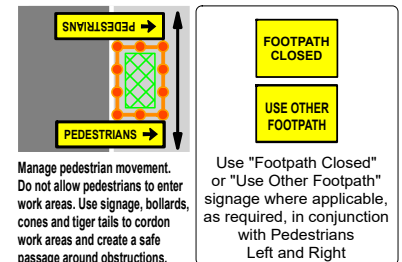 PEDESTRIANS
PEDESTRIANS
Manage pedestrian movement.
Do not allow pedestrians to enter
work areas. Use signage, bollards,
cones and tiger tails to cordon
work areas and create a safe
passage around obstructions.
FOOTPATH
CLOSED
USE OTHER
FOOTPATH
Use "Footpath Closed"
or "Use Other Footpath"
signage where applicable,
as required, in conjunction
with Pedestrians
Left and Right